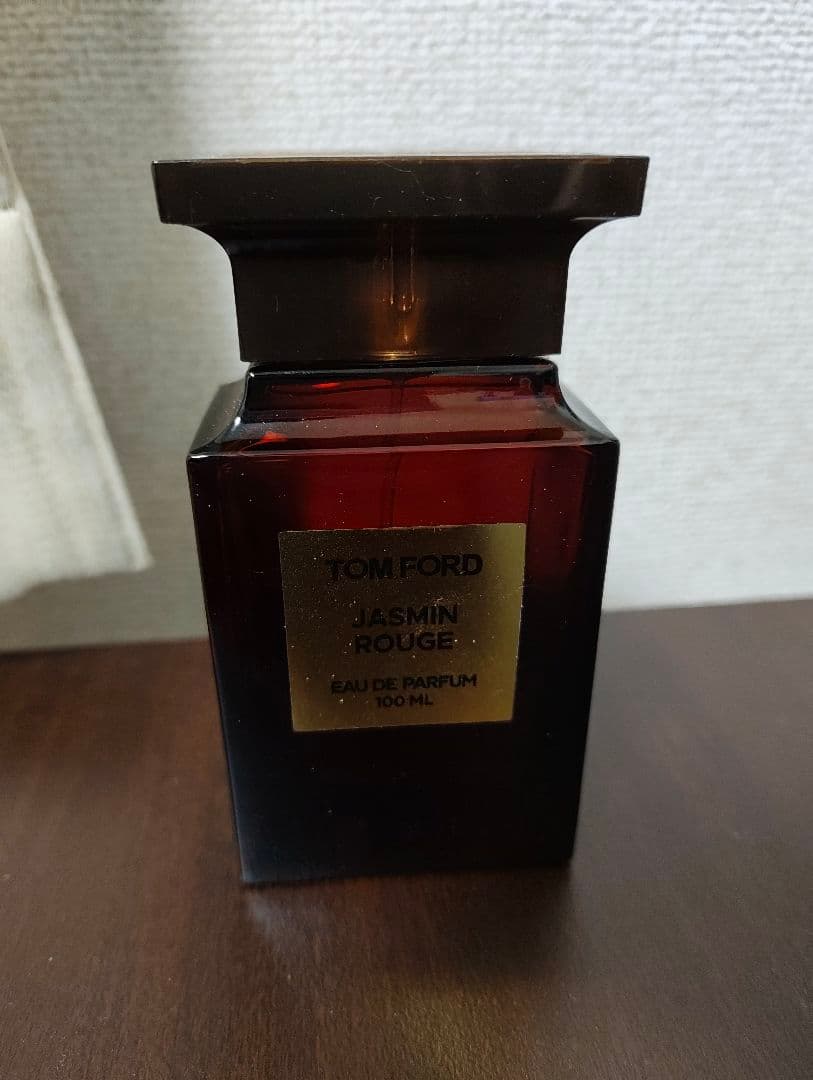 TOM FORD
JASMIN
ROUGE
EAU DE PARFUM
100 ML